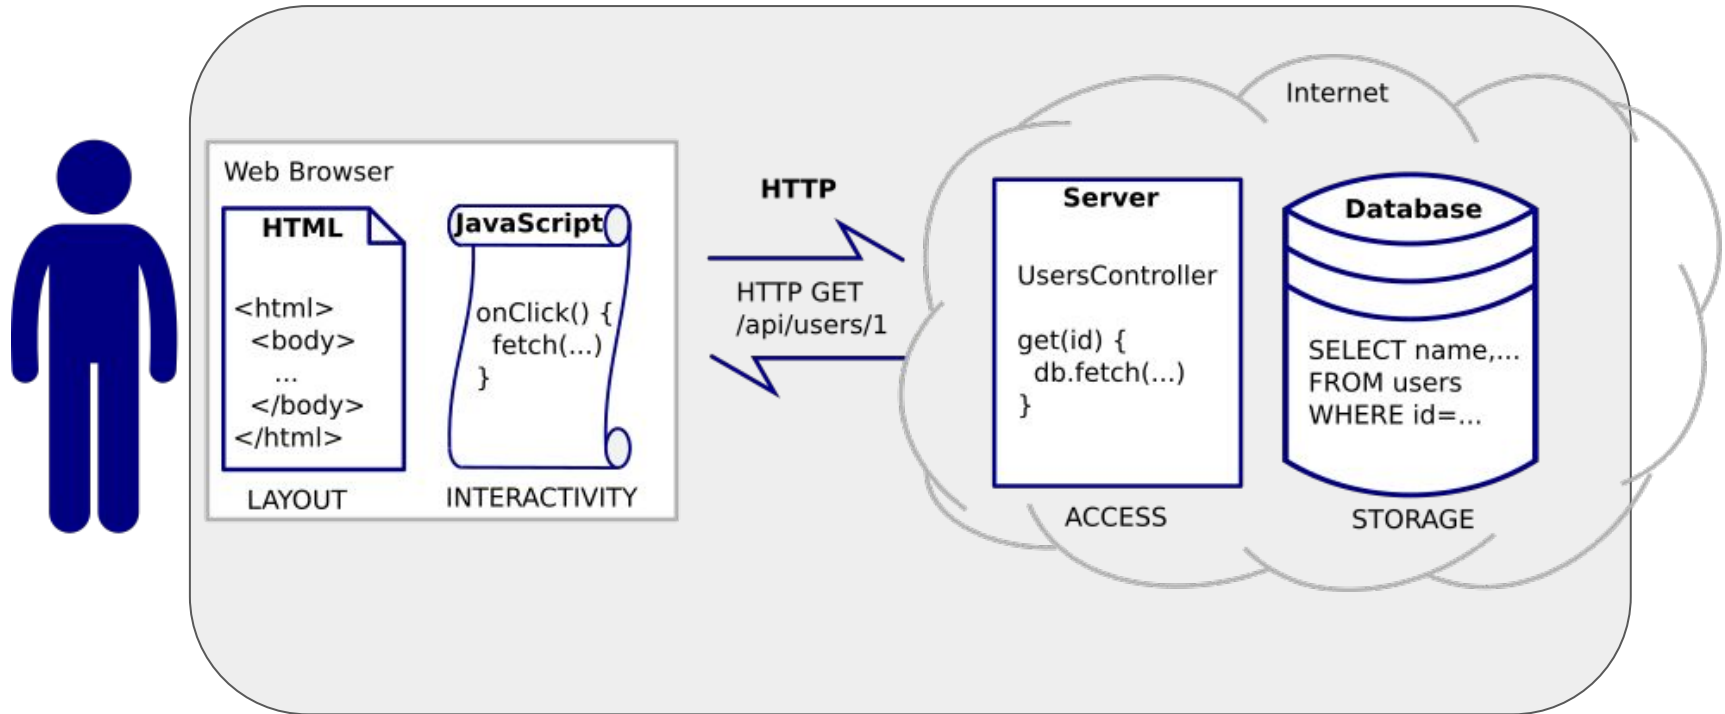 Web Browser
HTML
<html>
<body>
...
</body>
</html>
LAYOUT
JavaScript
onClick() {
fetch(...)
}
INTERACTIVITY
HTTP
HTTP GET
/api/users/1
Internet
Server
UsersController
get(id) {
db.fetch(...)
}
ACCESS
Database
SELECT name,...
FROM users
WHERE id=...
STORAGE